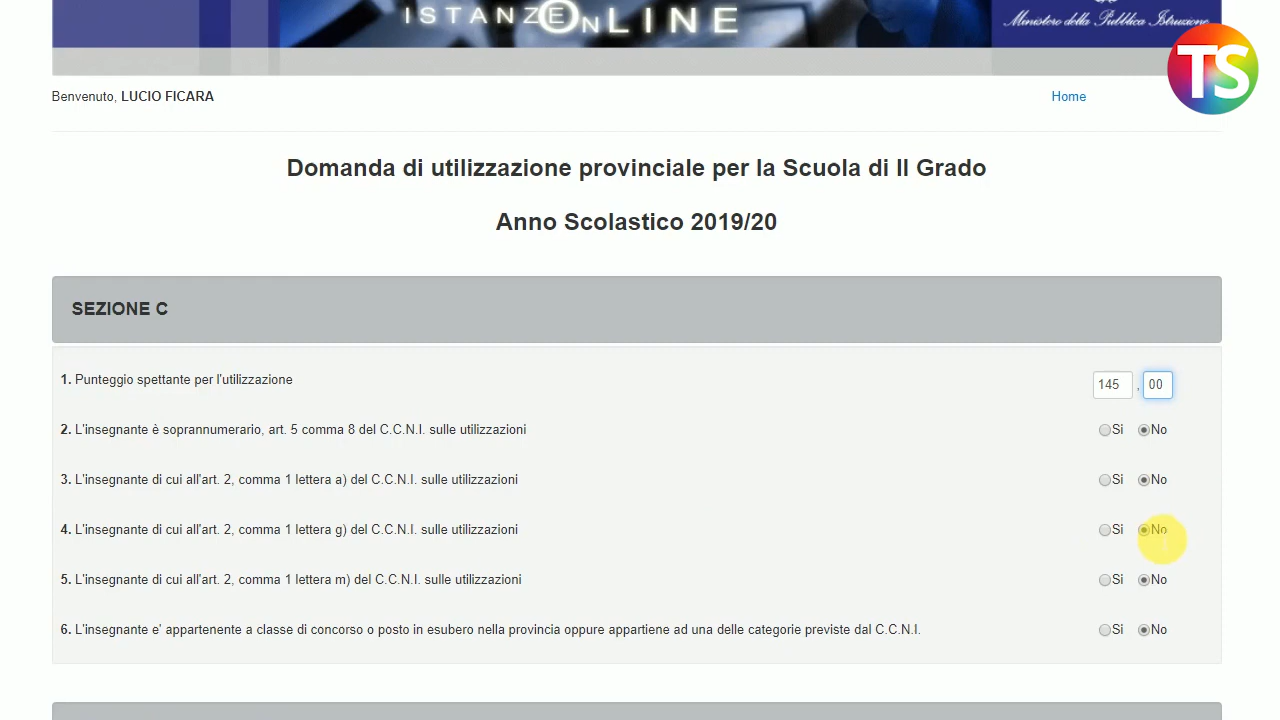 ISTANZE ONLINE
Ministero della Pubblica Istruzione
TS
Benvenuto, LUCIO FICARA
Home
Domanda di utilizzazione provinciale per la Scuola di II Grado
Anno Scolastico 2019/20
SEZIONE C
1. Punteggio spettante per l'utilizzazione 145 , 00
2. L'insegnante è soprannumerario, art. 5 comma 8 del C.C.N.I. sulle utilizzazioni Si No
3. L'insegnante di cui all'art. 2, comma 1 lettera a) del C.C.N.I. sulle utilizzazioni Si No
4. L'insegnante di cui all'art. 2, comma 1 lettera g) del C.C.N.I. sulle utilizzazioni Si No
5. L'insegnante di cui all'art. 2, comma 1 lettera m) del C.C.N.I. sulle utilizzazioni Si No
6. L'insegnante e' appartenente a classe di concorso o posto in esubero nella provincia oppure appartiene ad una delle categorie previste dal C.C.N.I. Si No